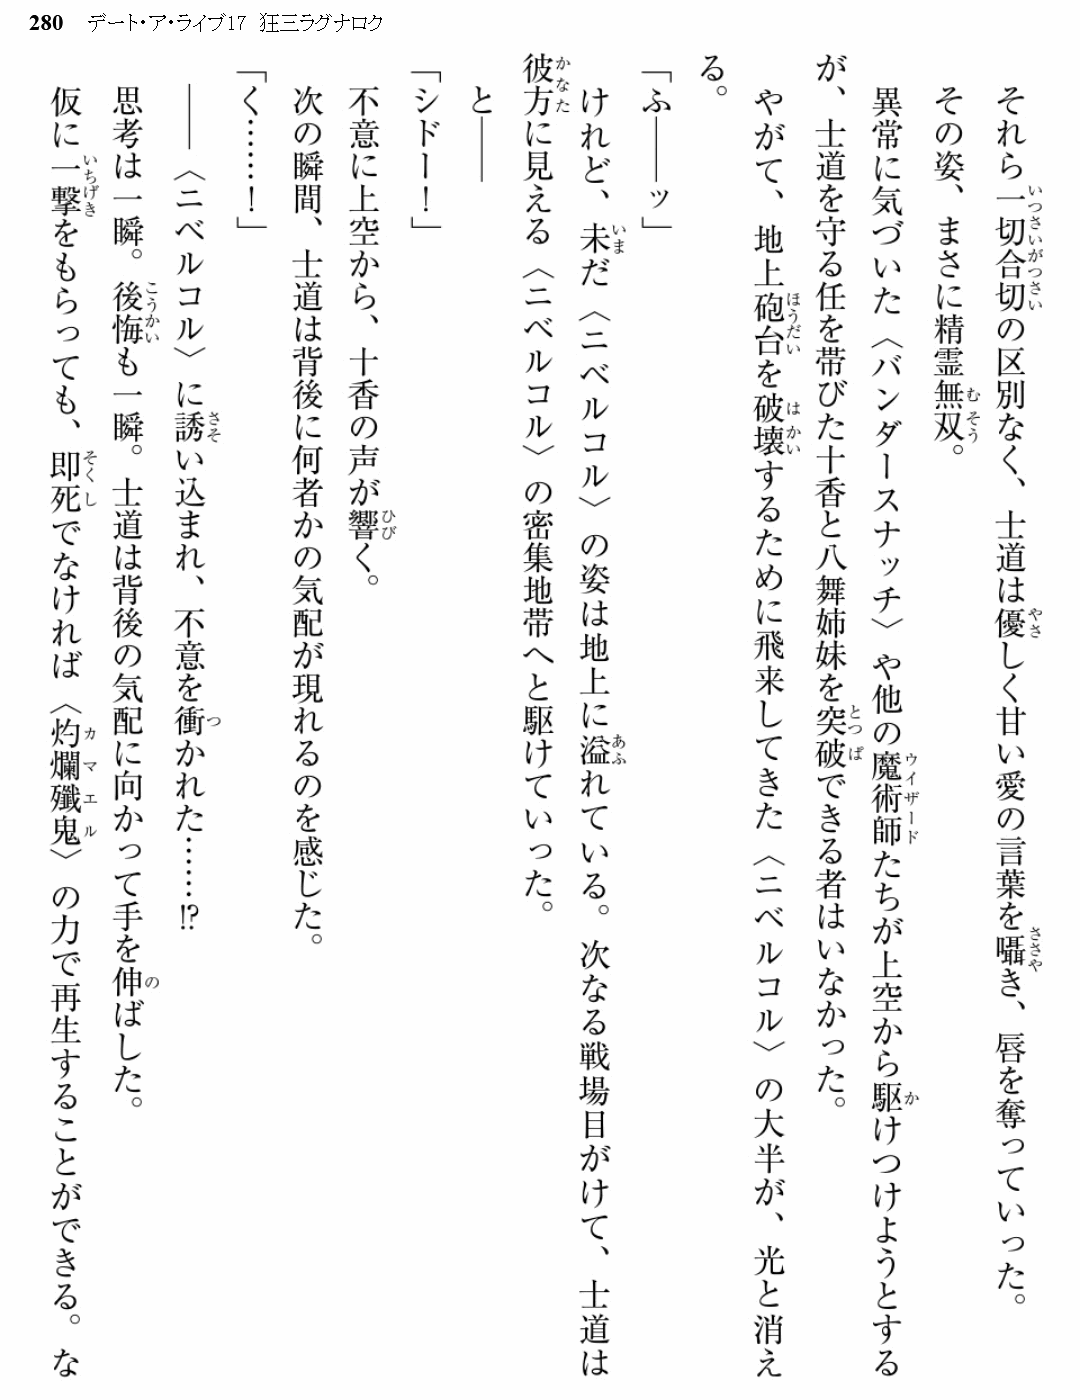 280 デート・ア・ライブ17 狂三ラグナロク
それら一切合切の区別なく、士道は優しく甘い愛の言葉を囁き、唇を奪っていった。
その姿、まさに精霊無双。
異常に気づいた〈バンダースナッチ〉や他の魔術師たちが上空から駆けつけようとする
が、士道を守る任を帯びた十香と八舞姉妹を突破できる者はいなかった。
やがて、地上砲台を破壊するために飛来してきた〈ニベルコル〉の大半が、光と消え
る。
「ふ――ッ」
けれど、未だ〈ニベルコル〉の姿は地上に溢れている。次なる戦場目がけて、士道は
彼方に見える〈ニベルコル〉の密集地帯へと駆けていった。
と――
「シドー！」
不意に上空から、十香の声が響く。
次の瞬間、士道は背後に何者かの気配が現れるのを感じた。
「く……！」
――〈ニベルコル〉に誘い込まれ、不意を衝かれた……⁉
思考は一瞬。後悔も一瞬。士道は背後の気配に向かって手を伸ばした。
仮に一撃をもらっても、即死でなければ〈灼爛殲鬼〉の力で再生することができる。な